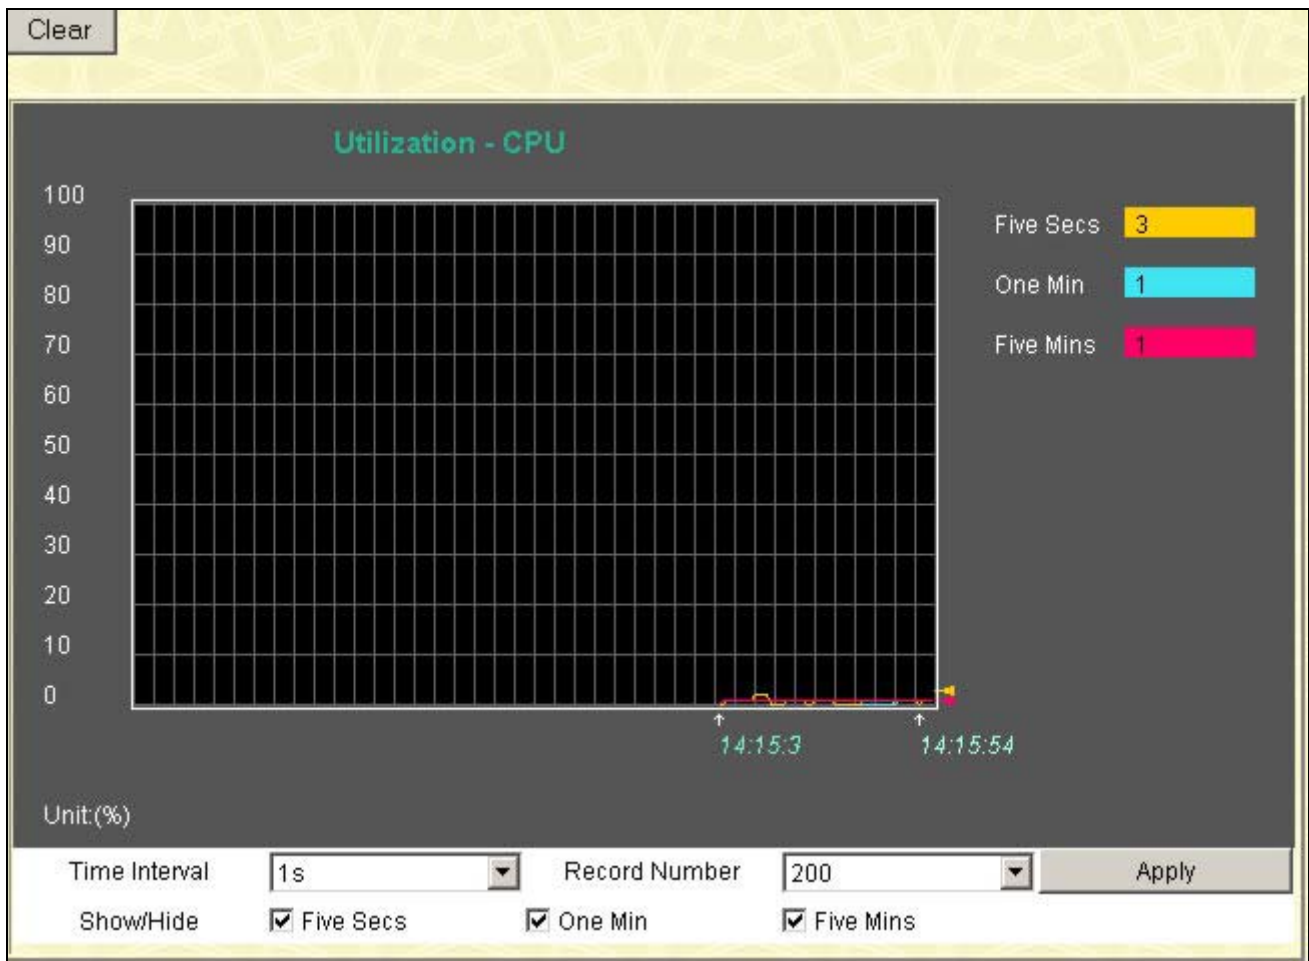 Clear
Utilization - CPU
100
90
80
70
60
50
40
30
20
10
0
Five Secs 3
One Min 1
Five Mins 1
14:15:3 14:15:54
Unit:(%)
Time Interval 1s Record Number 200 Apply
Show/Hide Five Secs One Min Five Mins